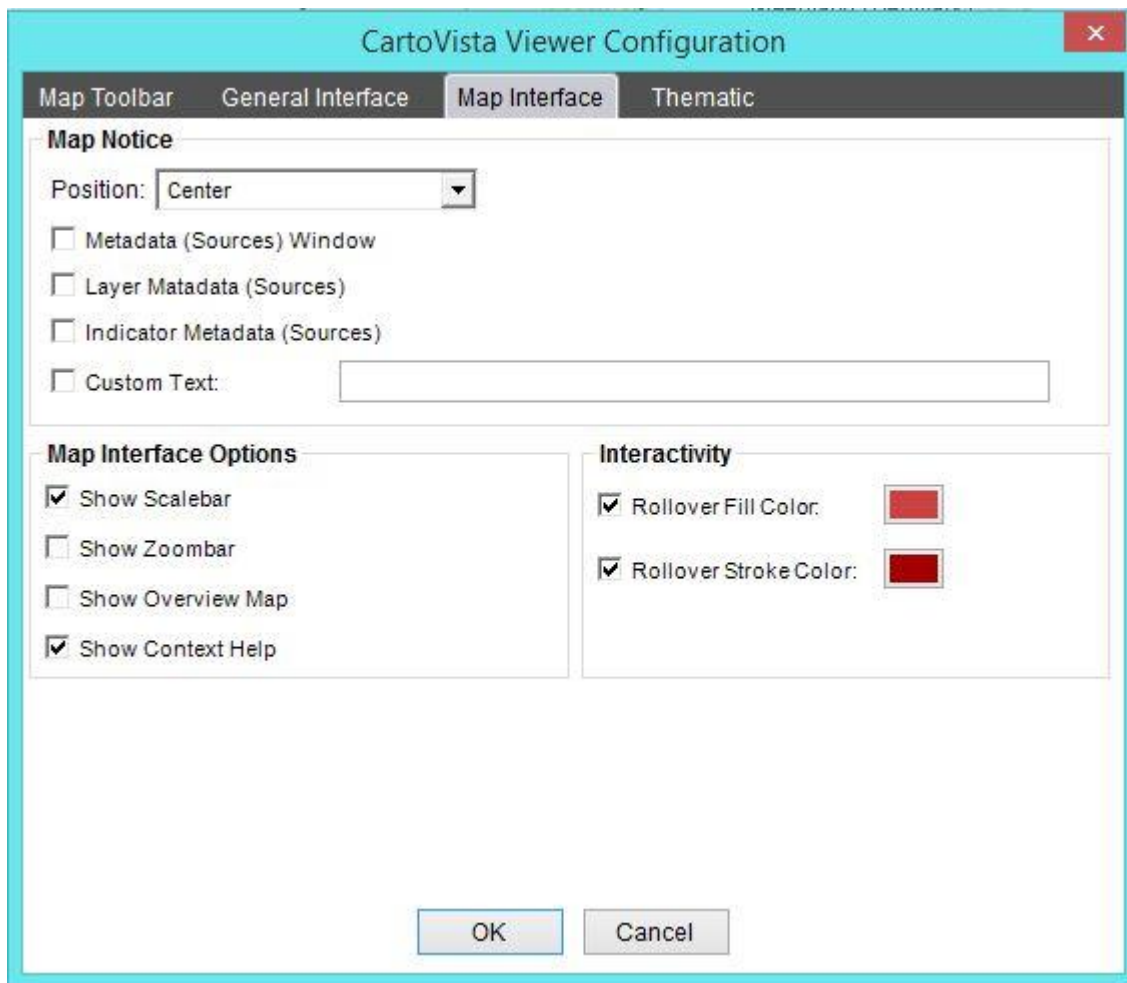 CartoVista Viewer Configuration
Map Toolbar General Interface Map Interface Thematic
Map Notice
Position: Center
Metadata (Sources) Window
Layer Matadata (Sources)
Indicator Metadata (Sources)
Custom Text:
Map Interface Options
Show Scalebar
Show Zoombar
Show Overview Map
Show Context Help
Interactivity
Rollover Fill Color:
Rollover Stroke Color:
OK Cancel